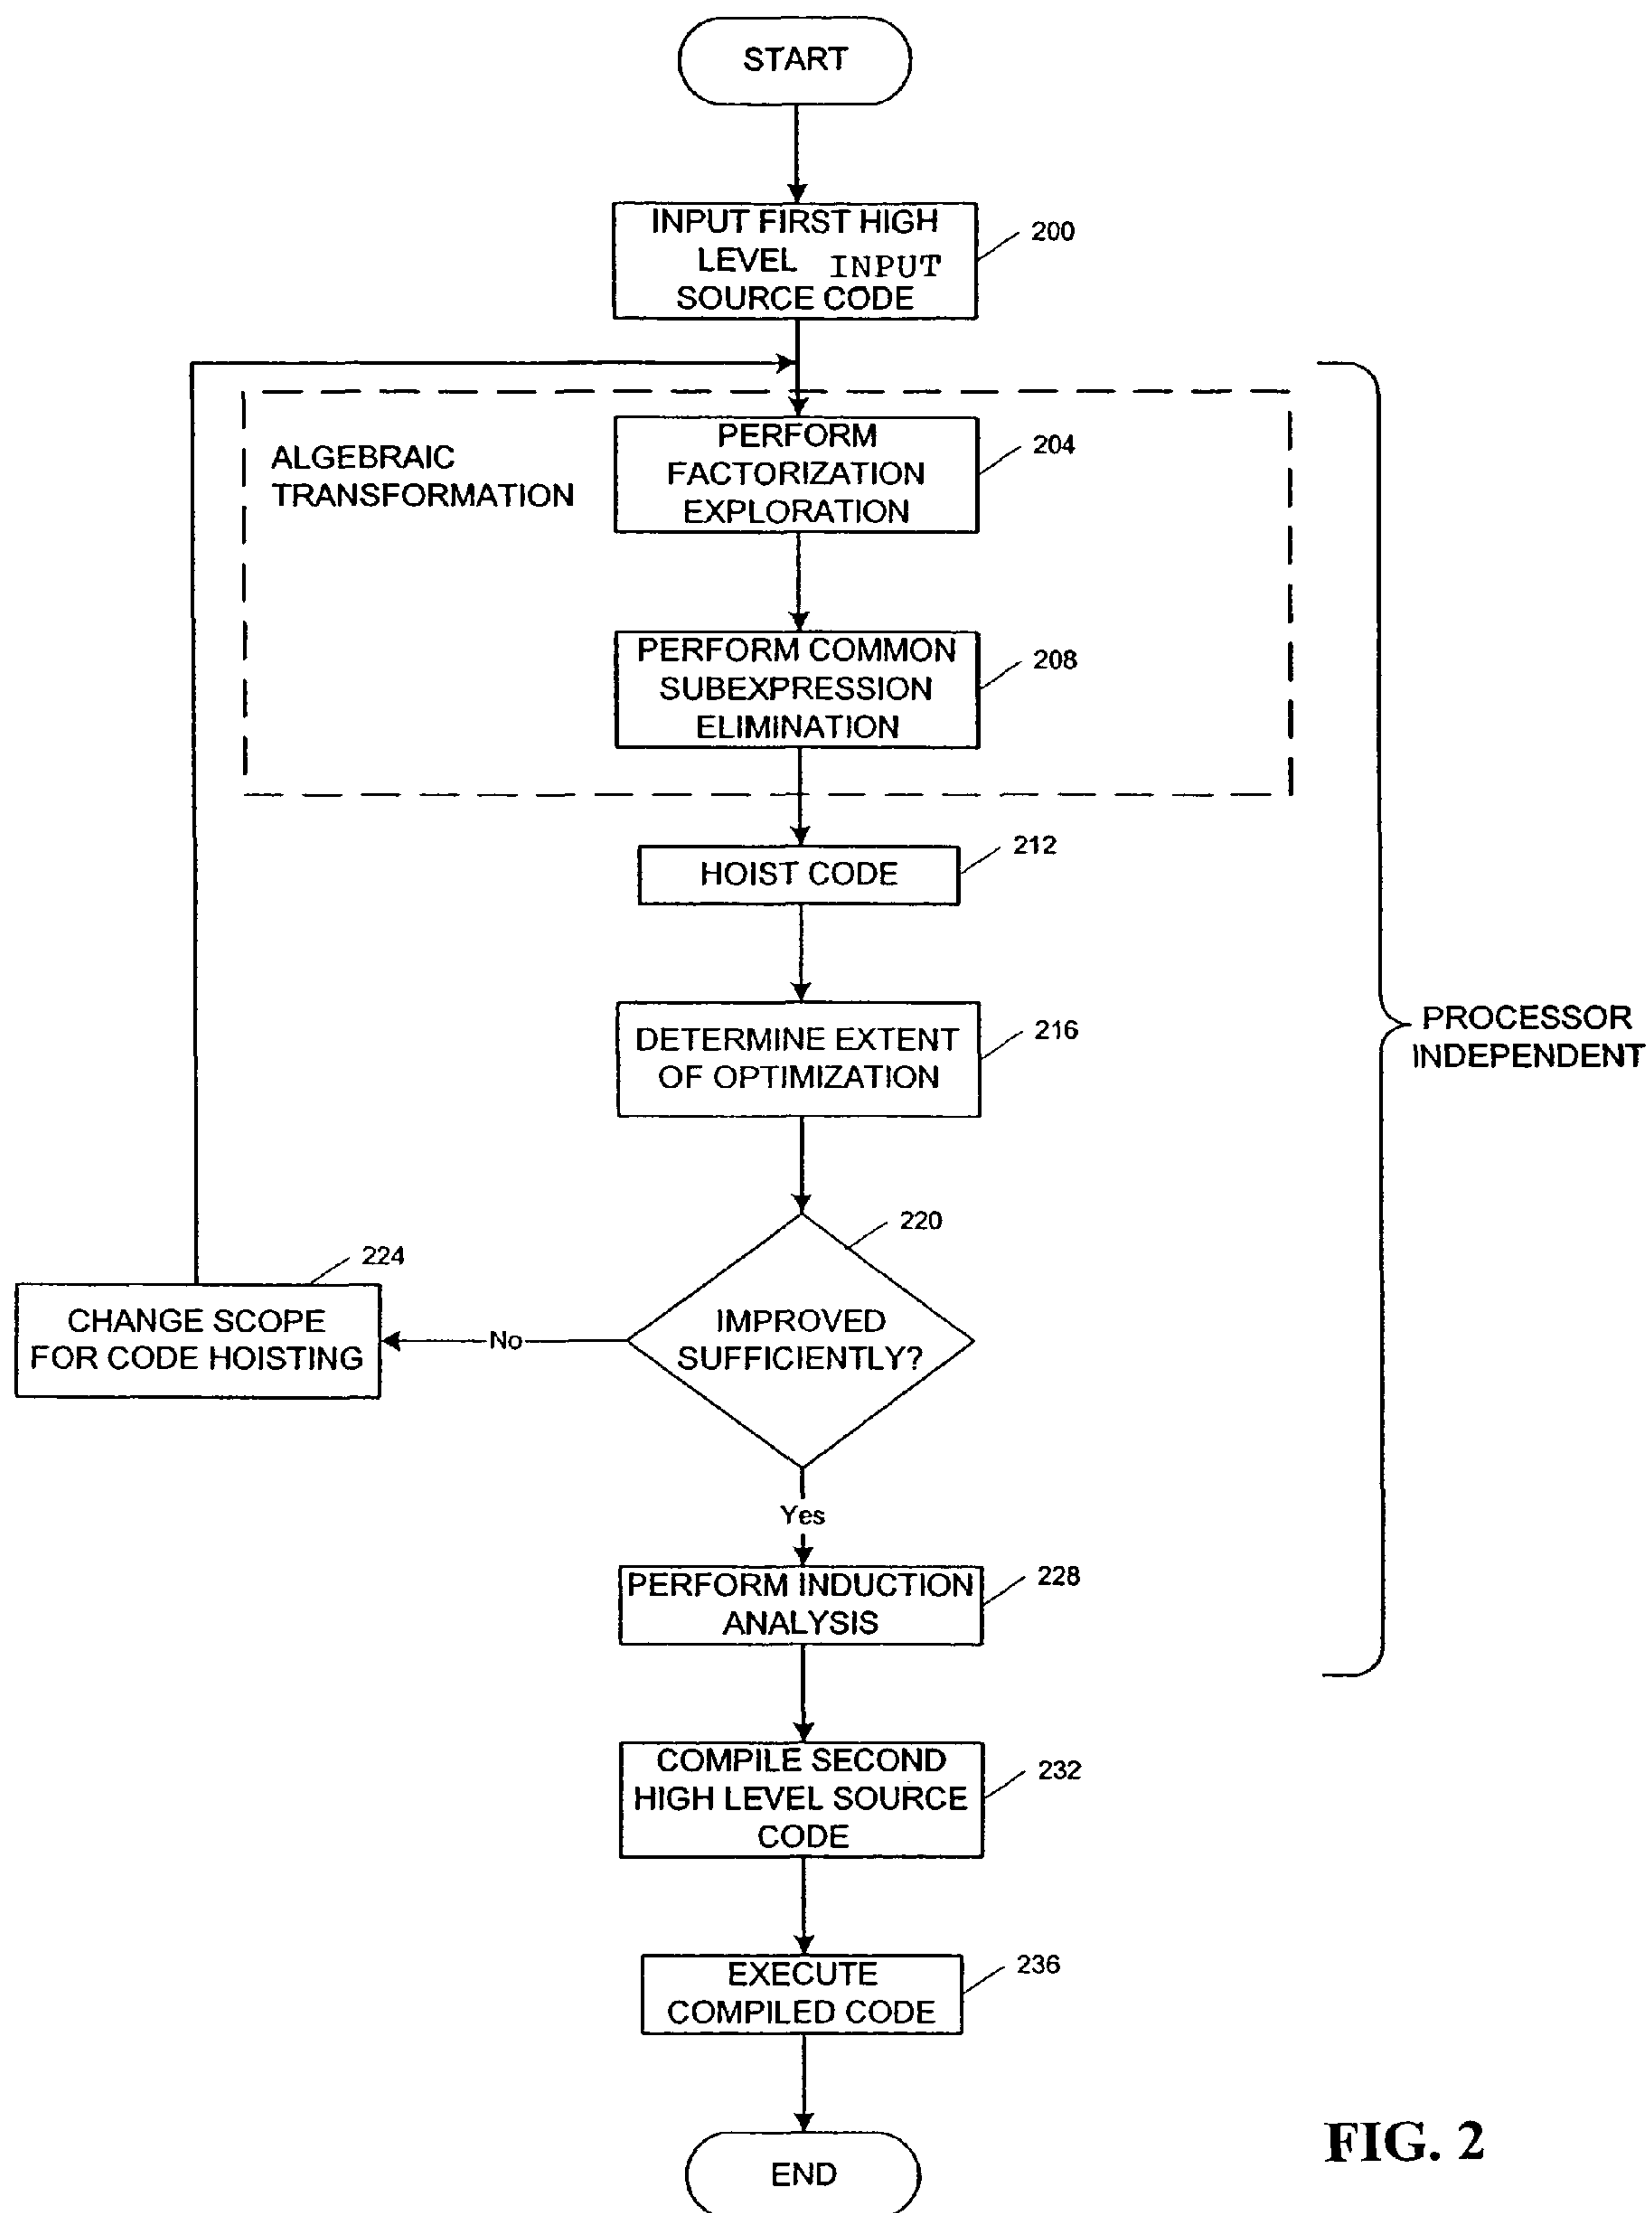 START
INPUT FIRST HIGH
LEVEL INPUT
SOURCE CODE
200
ALGEBRAIC
TRANSFORMATION
PERFORM
FACTORIZATION
EXPLORATION
204
PERFORM COMMON
SUBEXPRESSION
ELIMINATION
208
HOIST CODE
212
DETERMINE EXTENT
OF OPTIMIZATION
216
PROCESSOR
INDEPENDENT
IMPROVED
SUFFICIENTLY?
220
No
CHANGE SCOPE
FOR CODE HOISTING
224
Yes
PERFORM INDUCTION
ANALYSIS
228
COMPILE SECOND
HIGH LEVEL SOURCE
CODE
232
EXECUTE
COMPILED CODE
236
END
FIG. 2